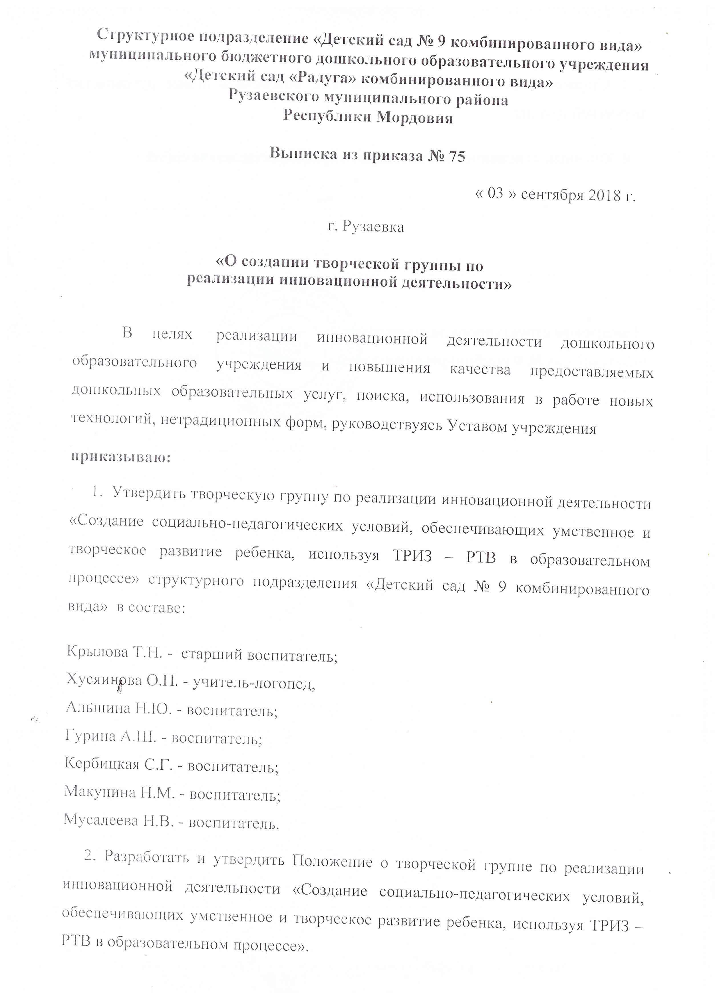 Структурное подразделение «Детский сад № 9 комбинированного вида»
муниципального бюджетного дошкольного образовательного учреждения
«Детский сад «Радуга» комбинированного вида»
Рузаевского муниципального района
Республики Мордовия
Выписка из приказа № 75
« 03 » сентября 2018 г.
г. Рузаевка
«О создании творческой группы по
реализации инновационной деятельности»
В целях реализации инновационной деятельности дошкольного
образовательного учреждения и повышения качества предоставляемых
дошкольных образовательных услуг, поиска, использования в работе новых
технологий, нетрадиционных форм, руководствуясь Уставом учреждения
приказываю:
1. Утвердить творческую группу по реализации инновационной деятельности
«Создание социально-педагогических условий, обеспечивающих умственное и
творческое развитие ребенка, используя ТРИЗ – РТВ в образовательном
процессе» структурного подразделения «Детский сад № 9 комбинированного
вида» в составе:
Крылова Т.Н. - старший воспитатель;
Хусяинова О.П. - учитель-логопед,
Альшина Н.Ю. - воспитатель;
Гурина А.Ш. - воспитатель;
Кербицкая С.Г. - воспитатель;
Макунина Н.М. - воспитатель;
Мусалеева Н.В. - воспитатель.
2. Разработать и утвердить Положение о творческой группе по реализации
инновационной деятельности «Создание социально-педагогических условий,
обеспечивающих умственное и творческое развитие ребенка, используя ТРИЗ –
РТВ в образовательном процессе».